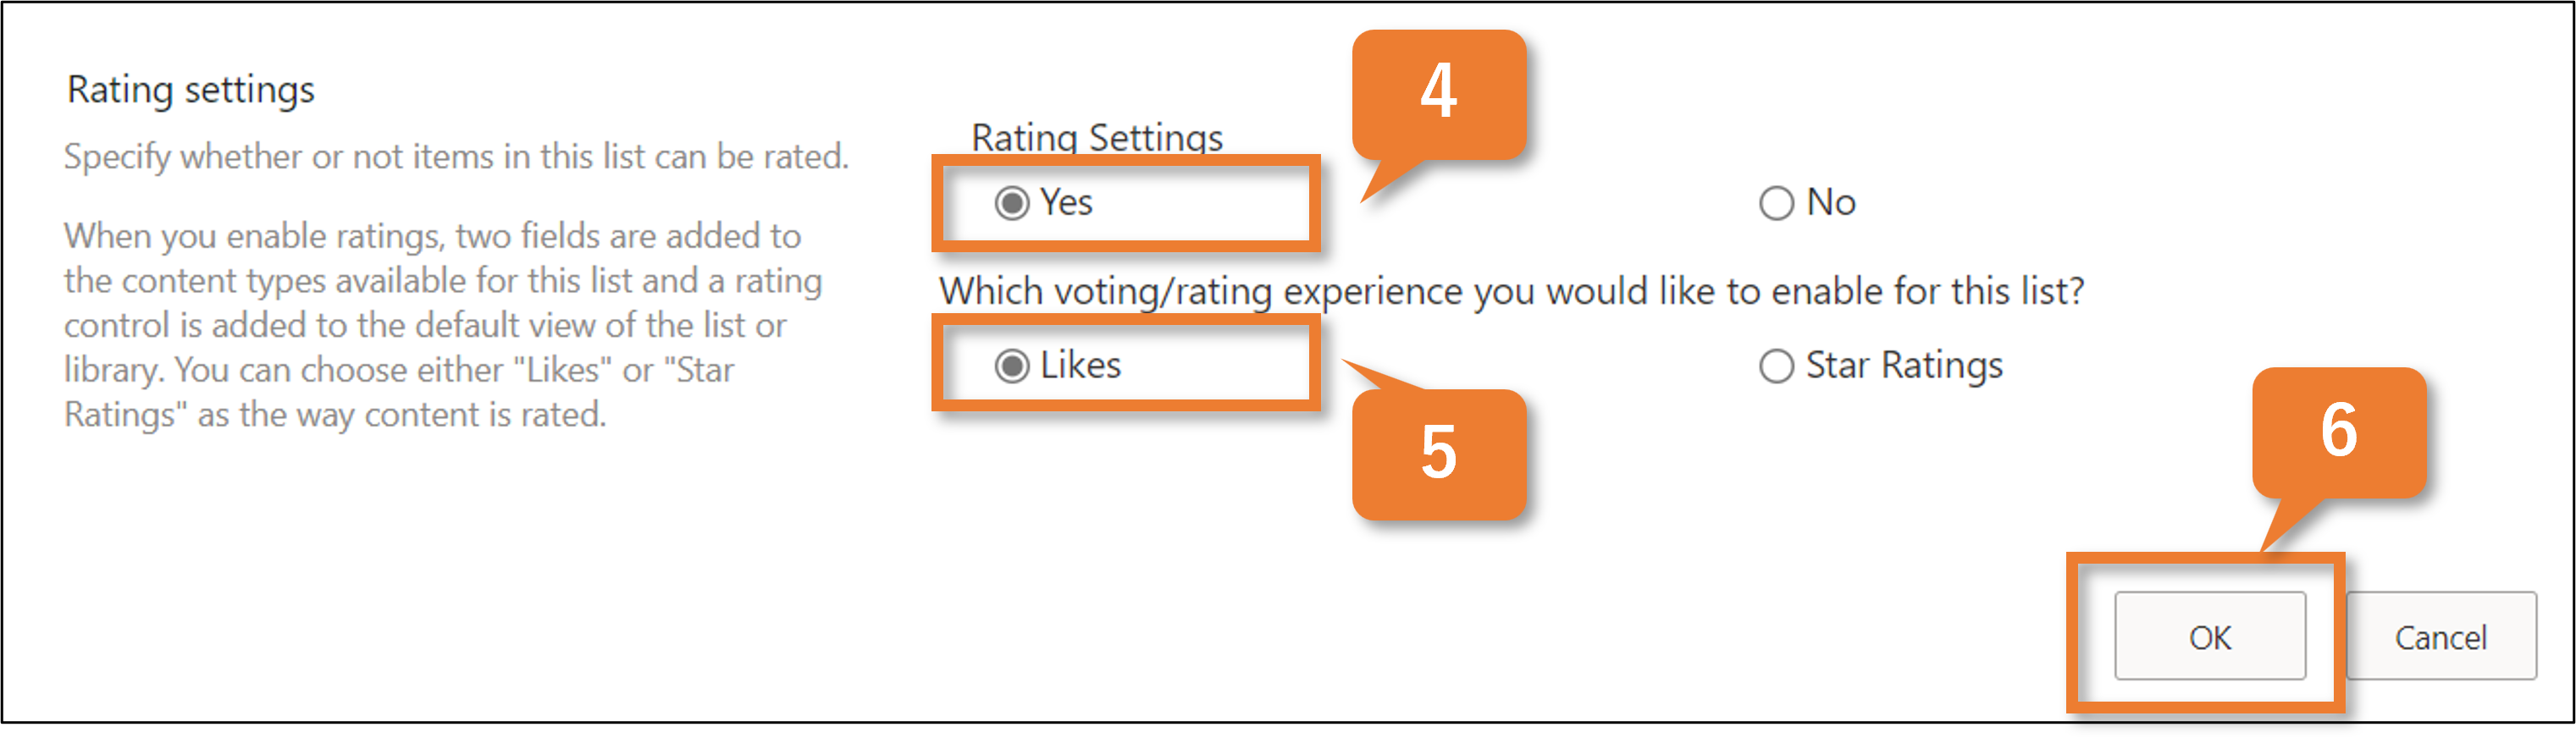 Rating settings
Specify whether or not items in this list can be rated.
When you enable ratings, two fields are added to
the content types available for this list and a rating
control is added to the default view of the list or
library. You can choose either "Likes" or "Star
Ratings" as the way content is rated.
Rating Settings
4
Yes
No
Which voting/rating experience you would like to enable for this list?
Likes
Star Ratings
5
6
OK
Cancel